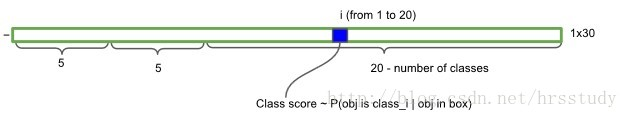 i (from 1 to 20)
1x30
5
5
20 - number of classes
Class score ~ P(obj is class_i | obj in box)
http://blog.csdn.net/hrsstudy